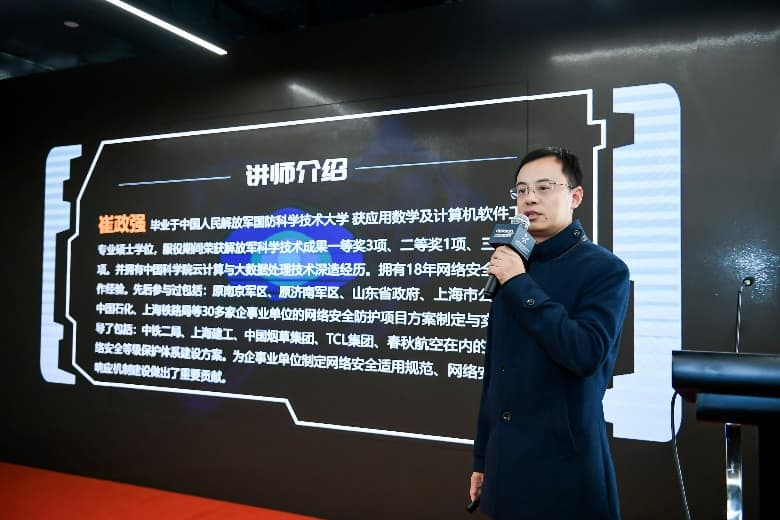 讲师介绍
崔政强 毕业于中国人民解放军国防科学技术大学 获应用数学及计算机软件
专业硕士学位，服役期间荣获解放军科学技术成果一等奖3项、二等奖1项、三
项。并拥有中国科学院云计算与大数据处理技术深造经历。拥有18年网络安全
作经验。先后参与过包括：原南京军区、原济南军区、山东省政府、上海市公
中国石化、上海铁路局等30多家企事业单位的网络安全防护项目方案制定与实
导了包括：中铁二局、上海建工、中国烟草集团、TCL集团、春秋航空在内的
络安全等级保护体系建设方案。为企事业单位制定网络安全适用规范、网络安
响应机制建设做出了重要贡献。